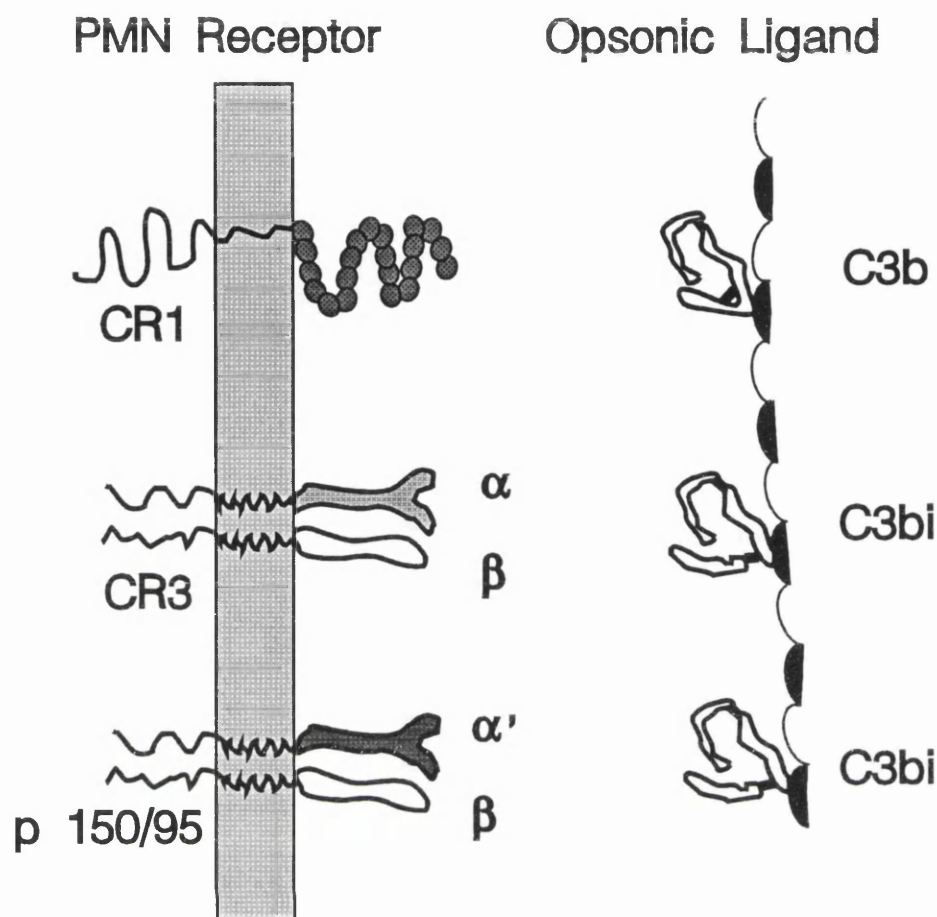 PMN Receptor
Opsonic Ligand
CR1
C3b
α
β
CR3
C3bi
α'
β
p 150/95
C3bi